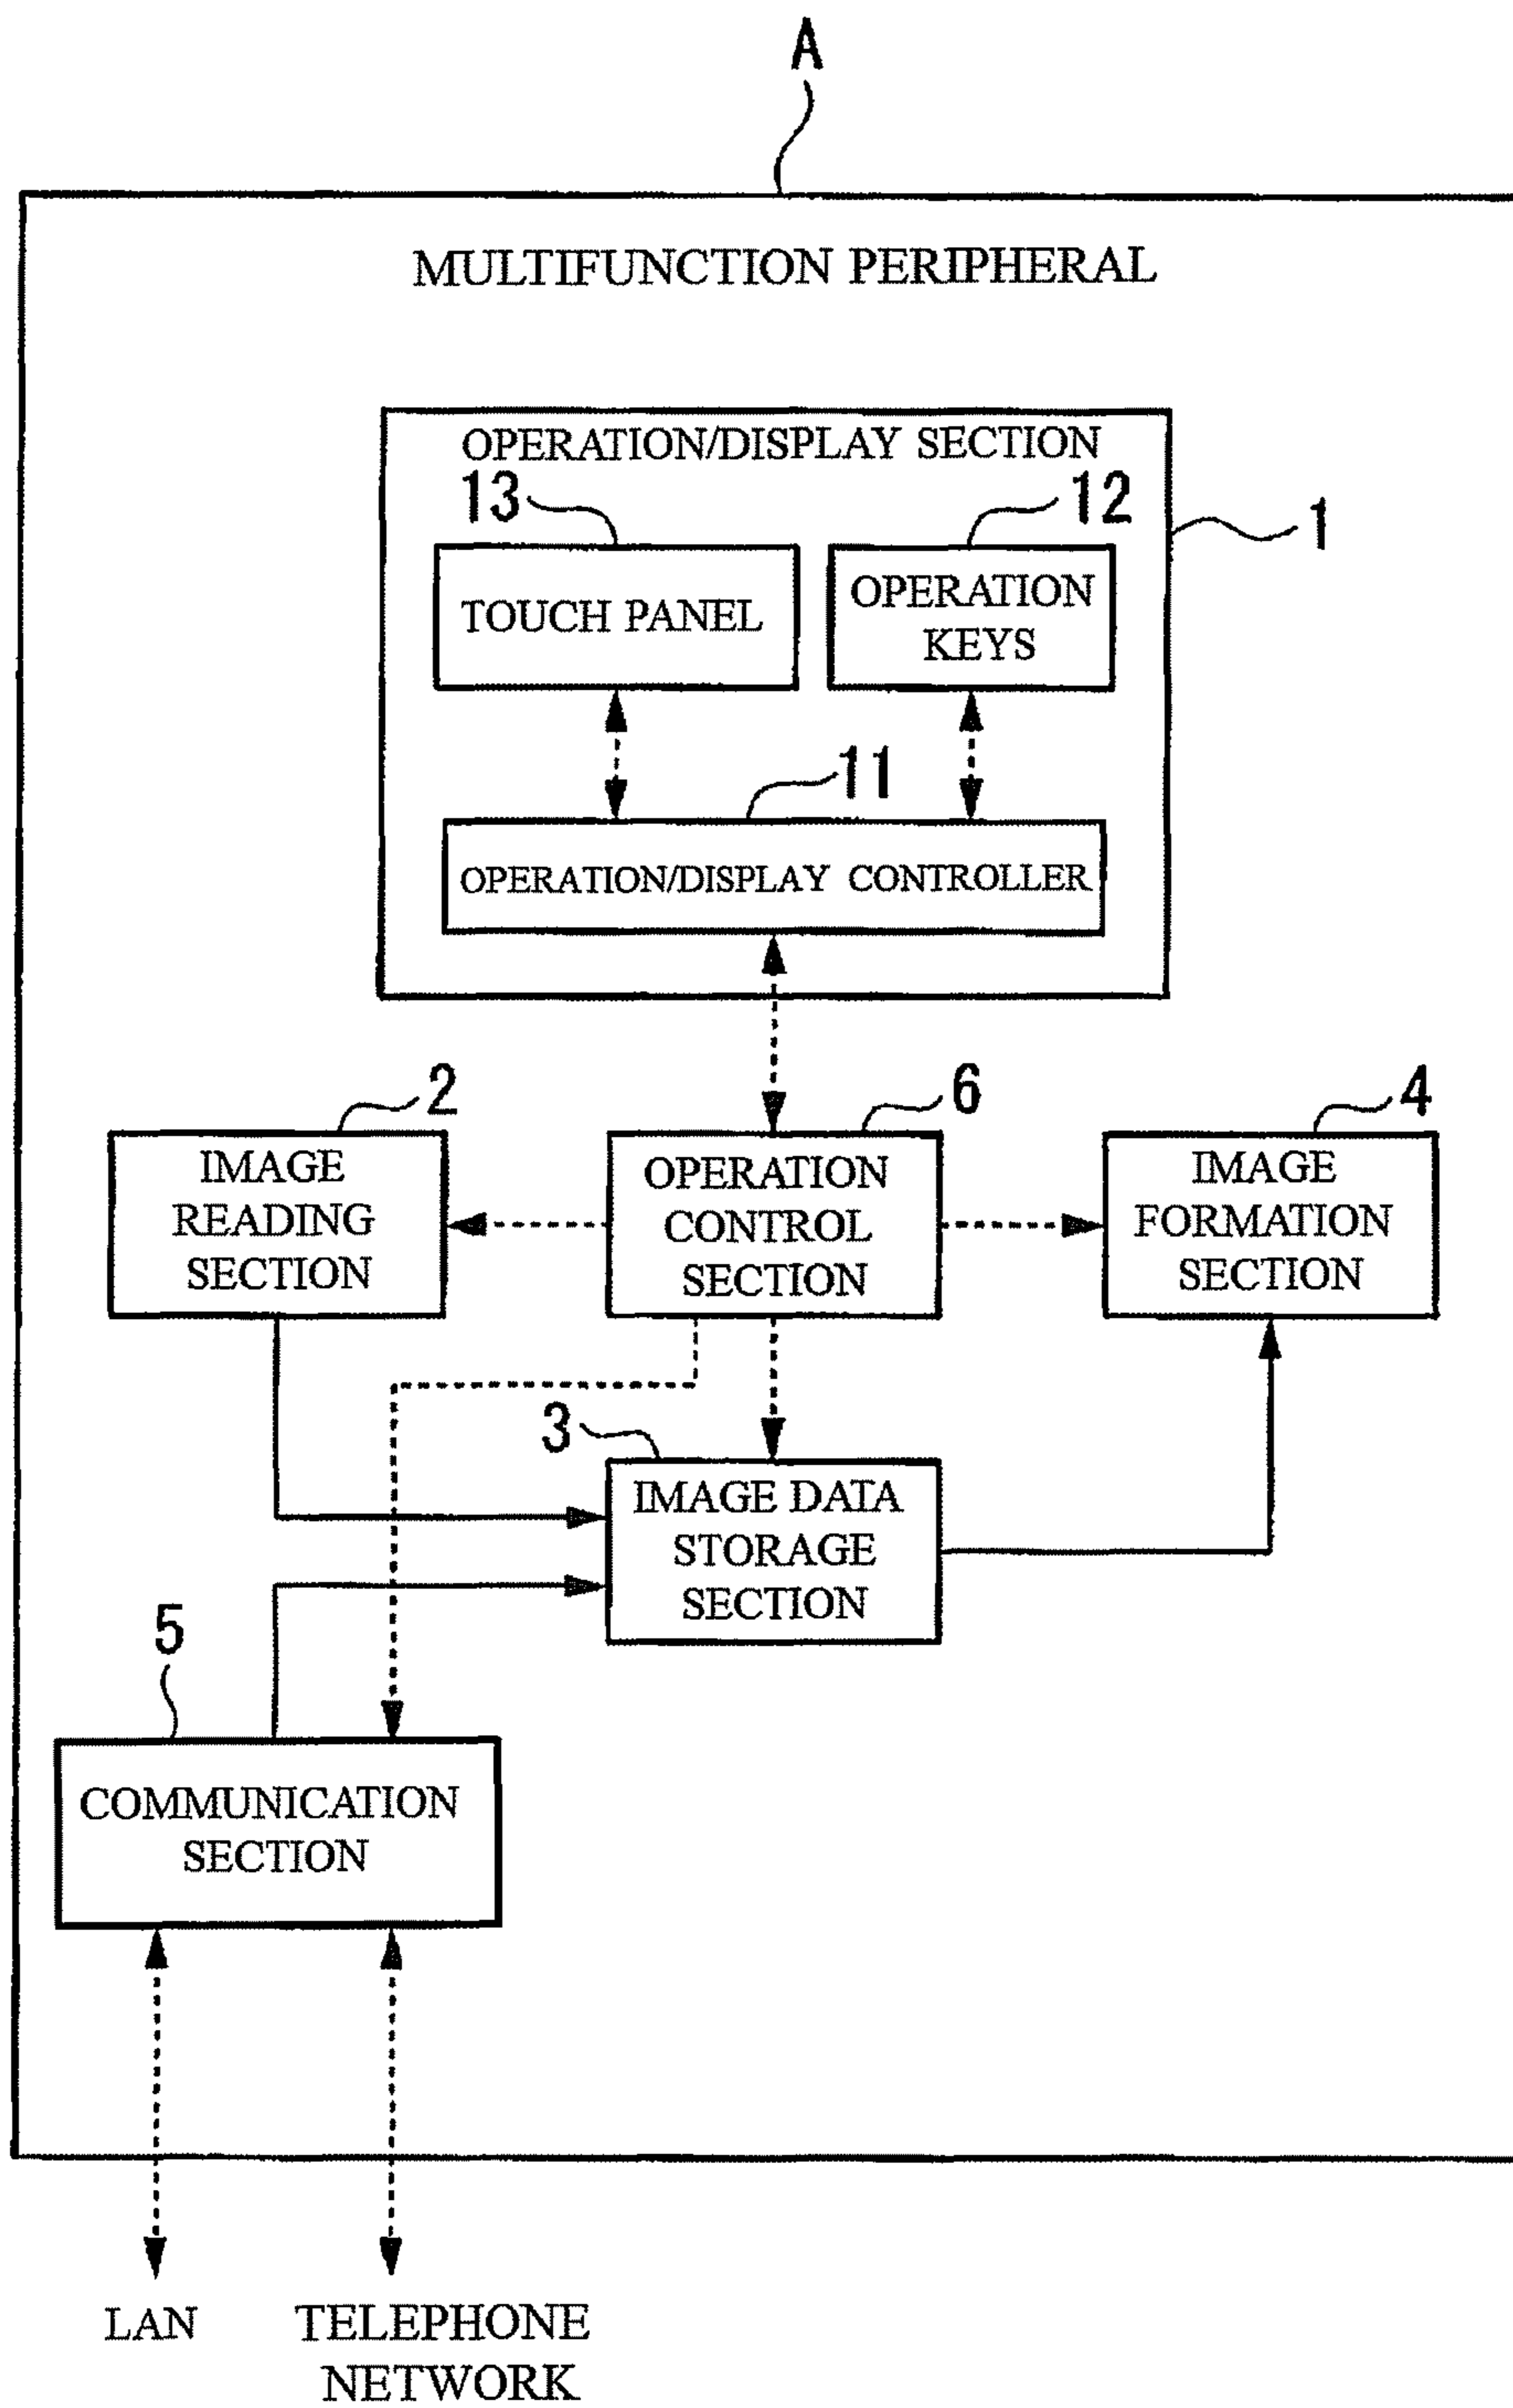 A
MULTIFUNCTION PERIPHERAL
OPERATION/DISPLAY SECTION
13
12
1
TOUCH PANEL
OPERATION
KEYS
11
OPERATION/DISPLAY CONTROLLER
2
6
4
IMAGE
READING
SECTION
OPERATION
CONTROL
SECTION
IMAGE
FORMATION
SECTION
3
IMAGE DATA
STORAGE
SECTION
5
COMMUNICATION
SECTION
LAN
TELEPHONE
NETWORK